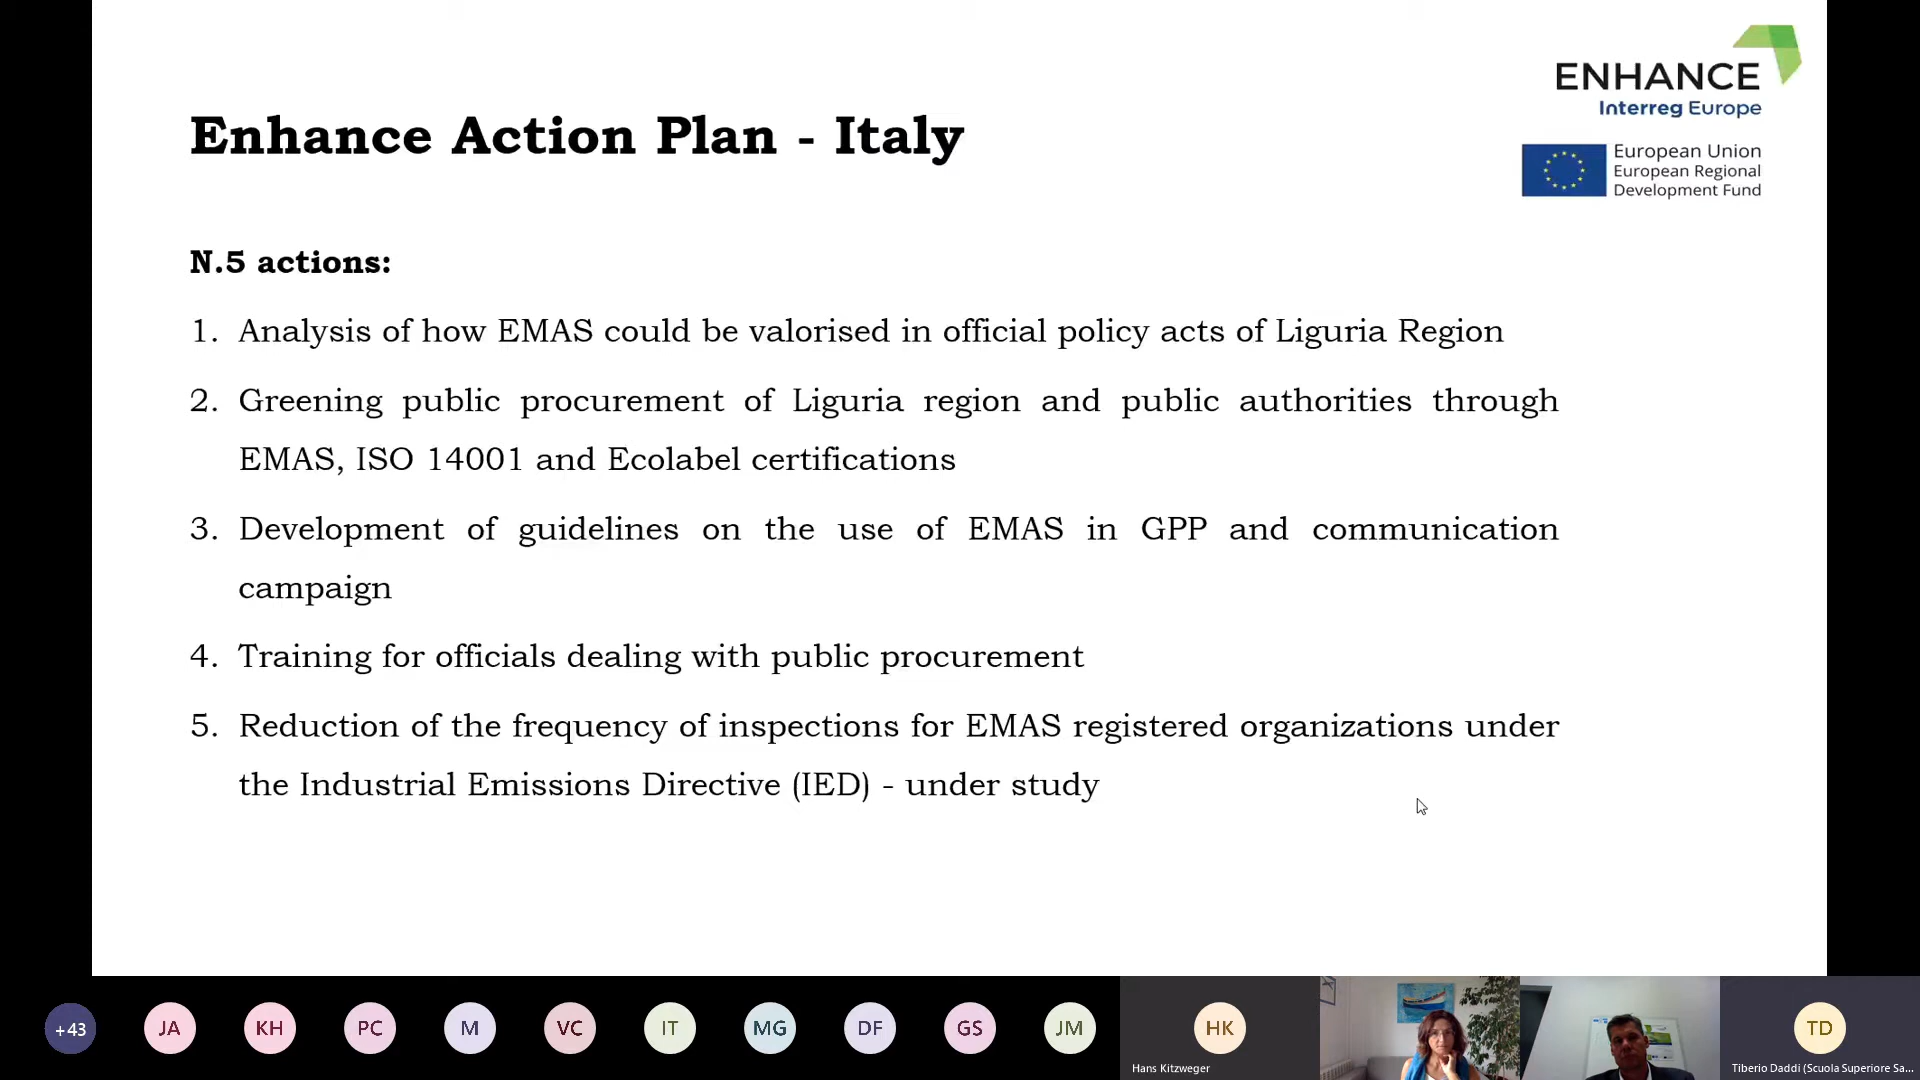 ENHANCE
Interreg Europe
European Union
European Regional
Development Fund
Enhance Action Plan - Italy
N.5 actions:
1. Analysis of how EMAS could be valorised in official policy acts of Liguria Region
2. Greening public procurement of Liguria region and public authorities through
EMAS, ISO 14001 and Ecolabel certifications
3. Development of guidelines on the use of EMAS in GPP and communication
campaign
4. Training for officials dealing with public procurement
5. Reduction of the frequency of inspections for EMAS registered organizations under
the Industrial Emissions Directive (IED) - under study
+43 JA KH PC M VC IT MG DF GS JM HK TD
Hans Kitzweger
Tiberio Daddi (Scuola Superiore Sa...